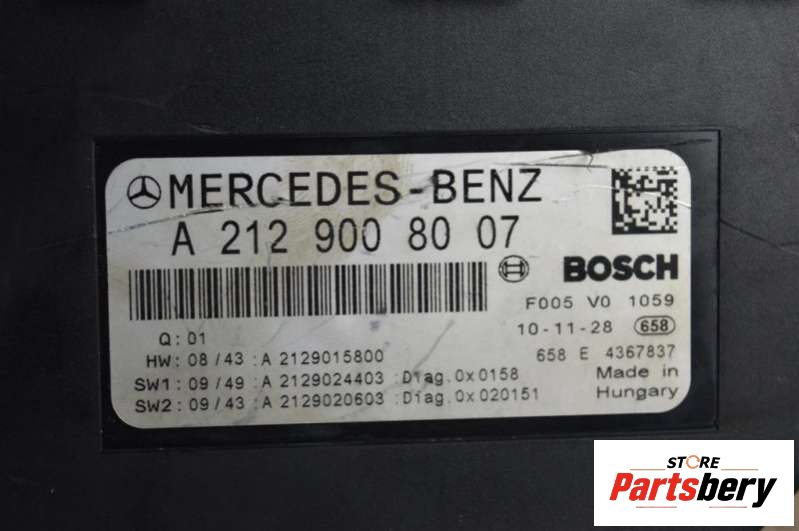 MERCEDES-BENZ
A 212 900 80 07
BOSCH
F005 V0 1059
10-11-28 658
658 E 4367837
Made in
Hungary
Q: 01
HW: 08/43 :A 2129015800
SW1: 09/49 :A 2129024403 :Diag.0x0158
SW2: 09/43 :A 2129020603 :Diag.0x020151
STORE
Partsbery